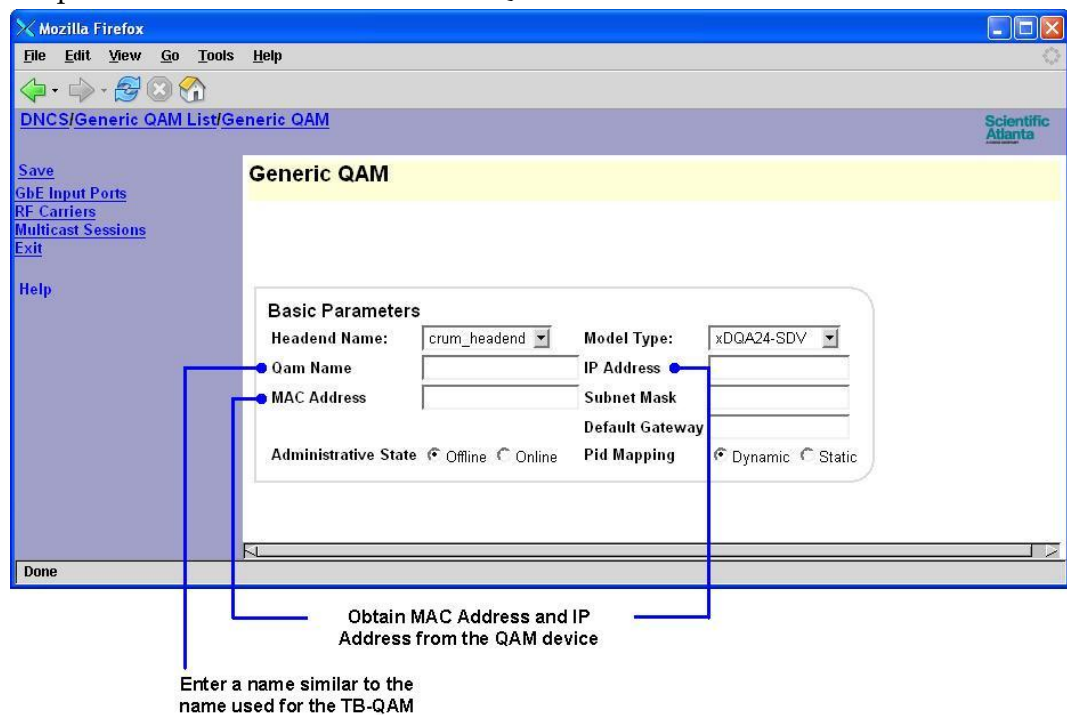 Mozilla Firefox
File Edit View Go Tools Help
DNCS/Generic QAM List/Generic QAM
Scientific
Atlanta
Save
GbE Input Ports
RF Carriers
Multicast Sessions
Exit
Help
Generic QAM
Basic Parameters
Headend Name: crum_headend Model Type: xDQA24-SDV
Qam Name IP Address
MAC Address Subnet Mask
Default Gateway
Administrative State Offline Online Pid Mapping Dynamic Static
Done
Obtain MAC Address and IP
Address from the QAM device
Enter a name similar to the
name used for the TB-QAM